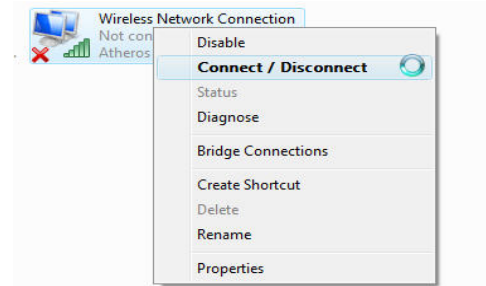 Wireless Network Connection
Not con
Atheros
Disable
Connect / Disconnect
Status
Diagnose
Bridge Connections
Create Shortcut
Delete
Rename
Properties